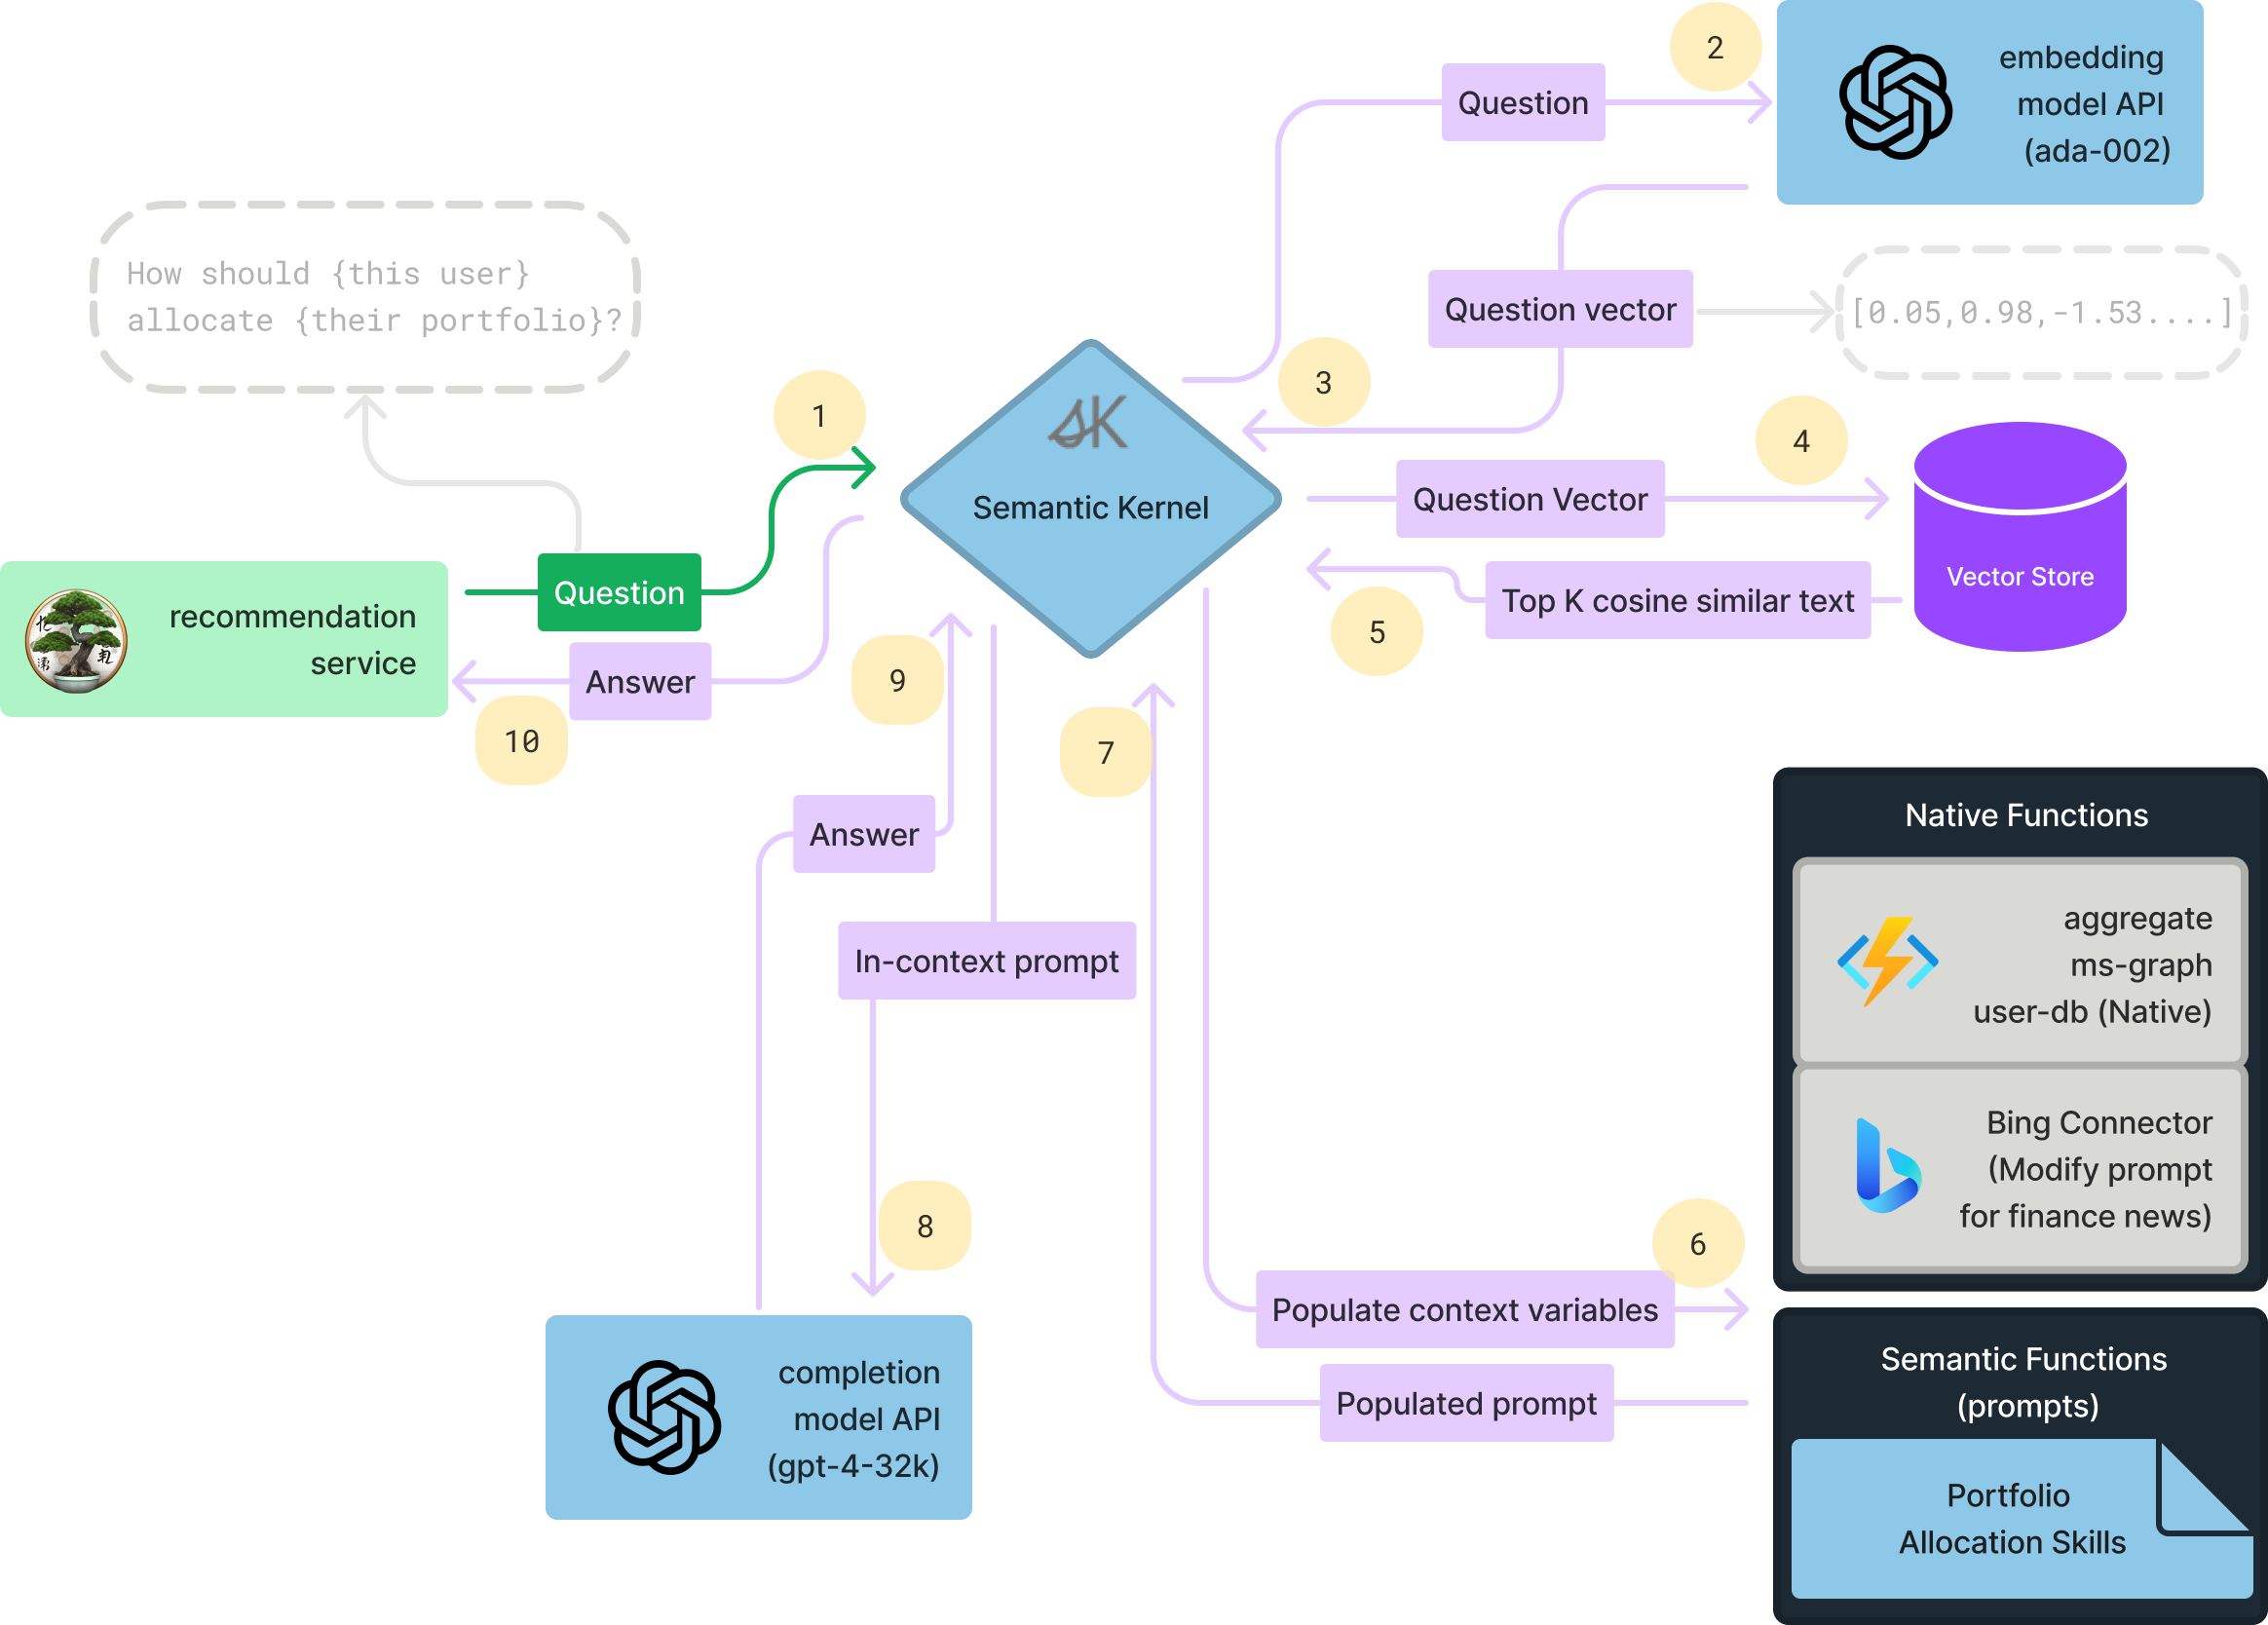 2
embedding
model API
(ada-002)
Question
How should {this user}
allocate {their portfolio}?
Question vector
[0.05,0.98,-1.53....]
3
1
4
SK
Semantic Kernel
Question Vector
Vector Store
Top K cosine similar text
5
Question
recommendation
service
Answer
10
9
7
Answer
In-context prompt
Native Functions
aggregate
ms-graph
user-db (Native)
Bing Connector
(Modify prompt
for finance news)
8
6
Populate context variables
Populated prompt
completion
model API
(gpt-4-32k)
Semantic Functions
(prompts)
Portfolio
Allocation Skills